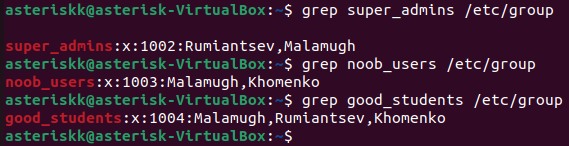 asteriskk@asterisk-VirtualBox:~$ grep super_admins /etc/group
super_admins:x:1002:Rumiantsev,Malamugh
asteriskk@asterisk-VirtualBox:~$ grep noob_users /etc/group
noob_users:x:1003:Malamugh,Khomenko
asteriskk@asterisk-VirtualBox:~$ grep good_students /etc/group
good_students:x:1004:Malamugh,Rumiantsev,Khomenko
asteriskk@asterisk-VirtualBox:~$